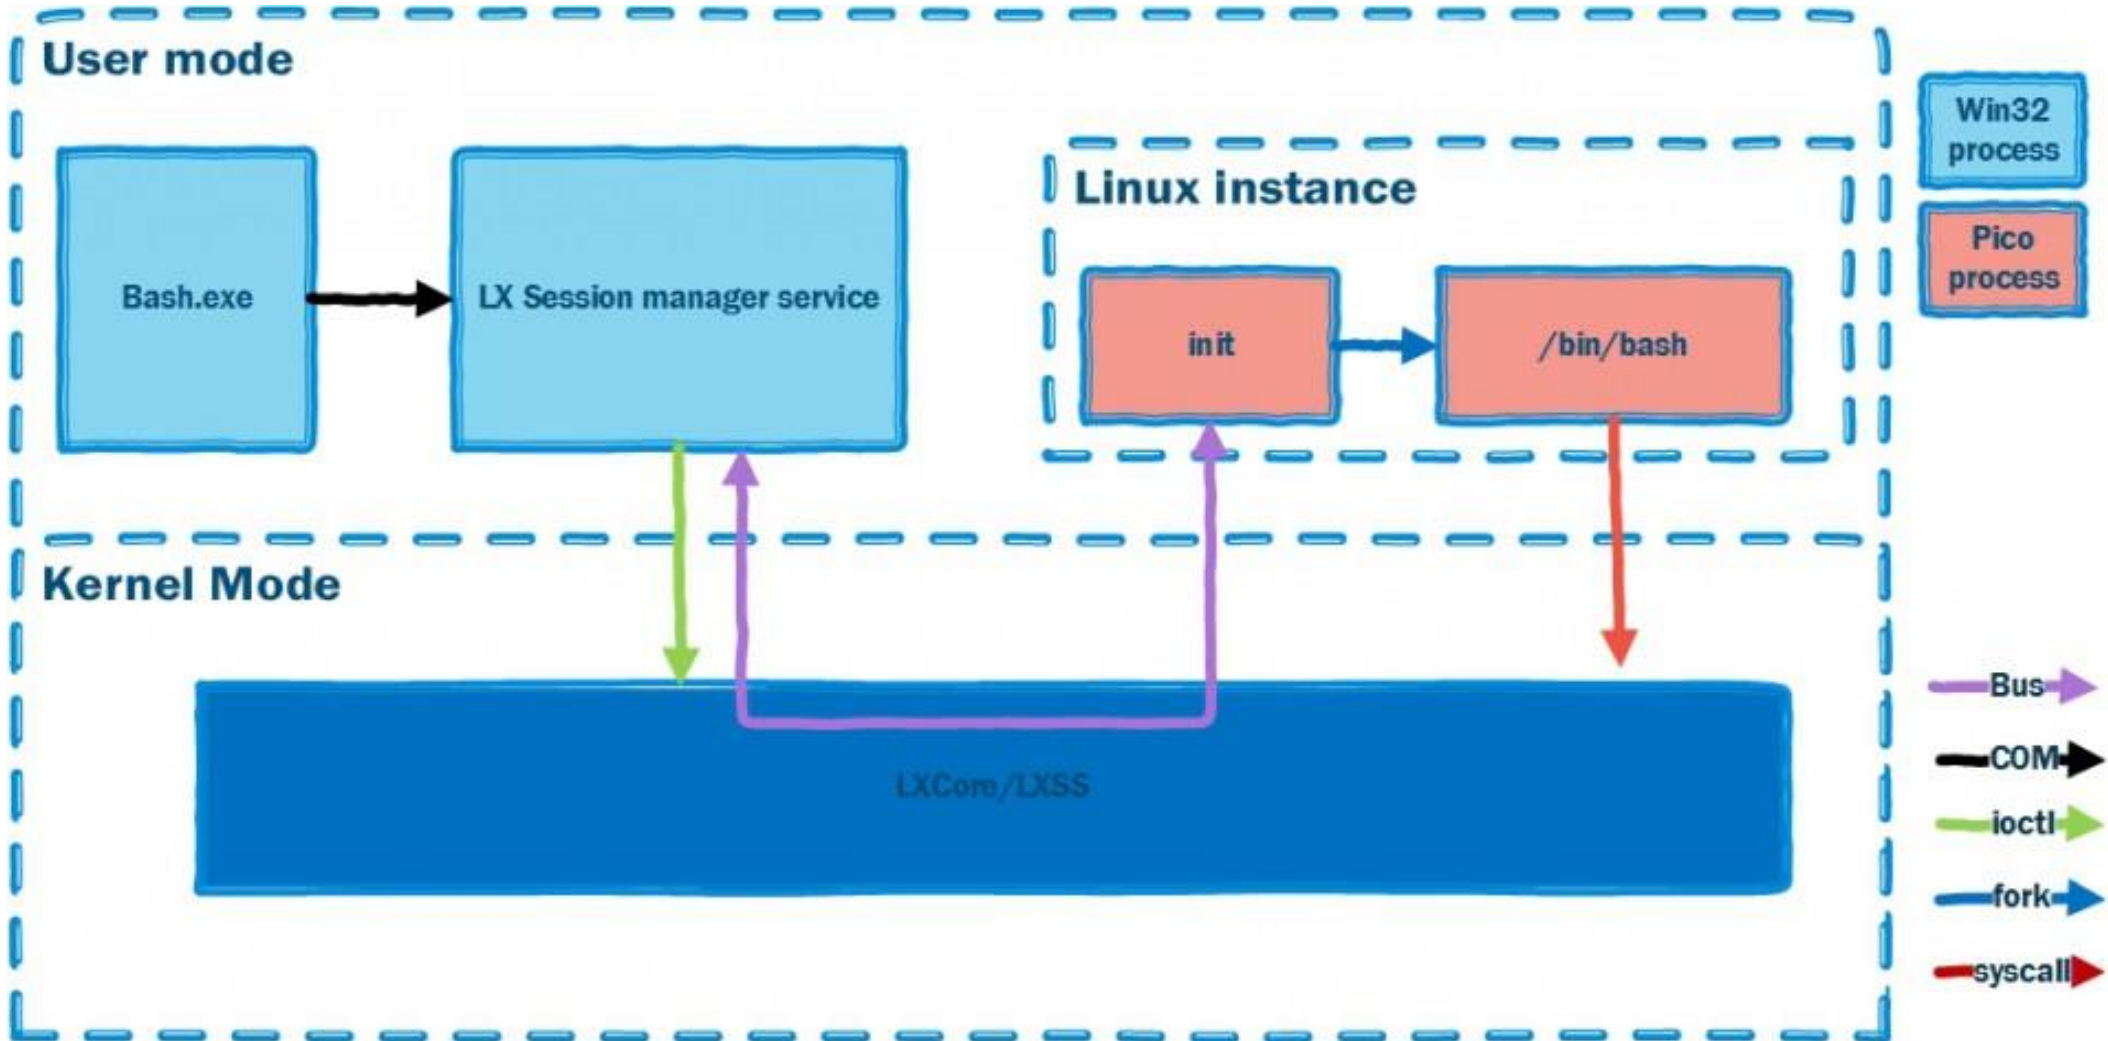 User mode
Win32
process
Linux instance
Pico
process
Bash.exe
LX Session manager service
init
/bin/bash
Kernel Mode
Bus
COM
LXCore/LXSS
ioctl
fork
syscall